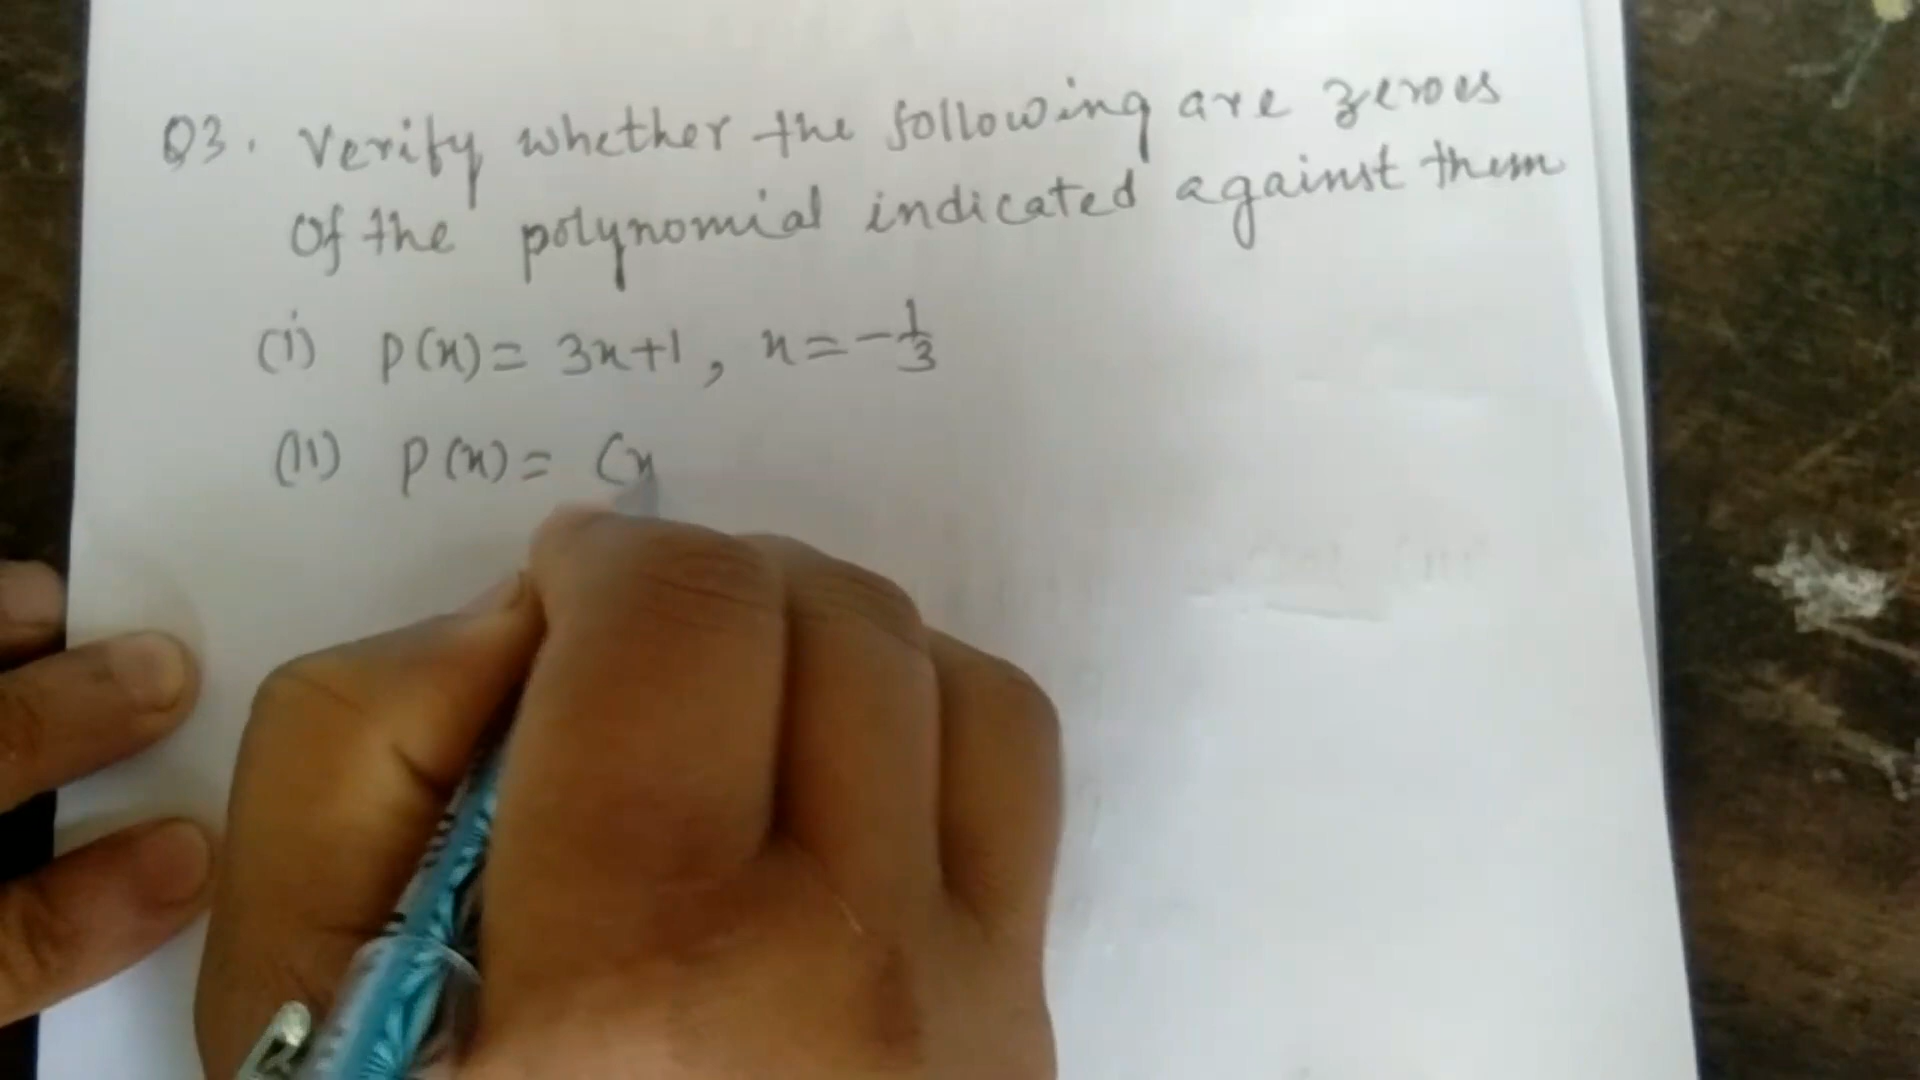 Q3. Verify whether the following are zeroes
of the polynomial indicated against them
(i) p(x) = 3x+1, x = -1/3
(ii) p(x) = (x